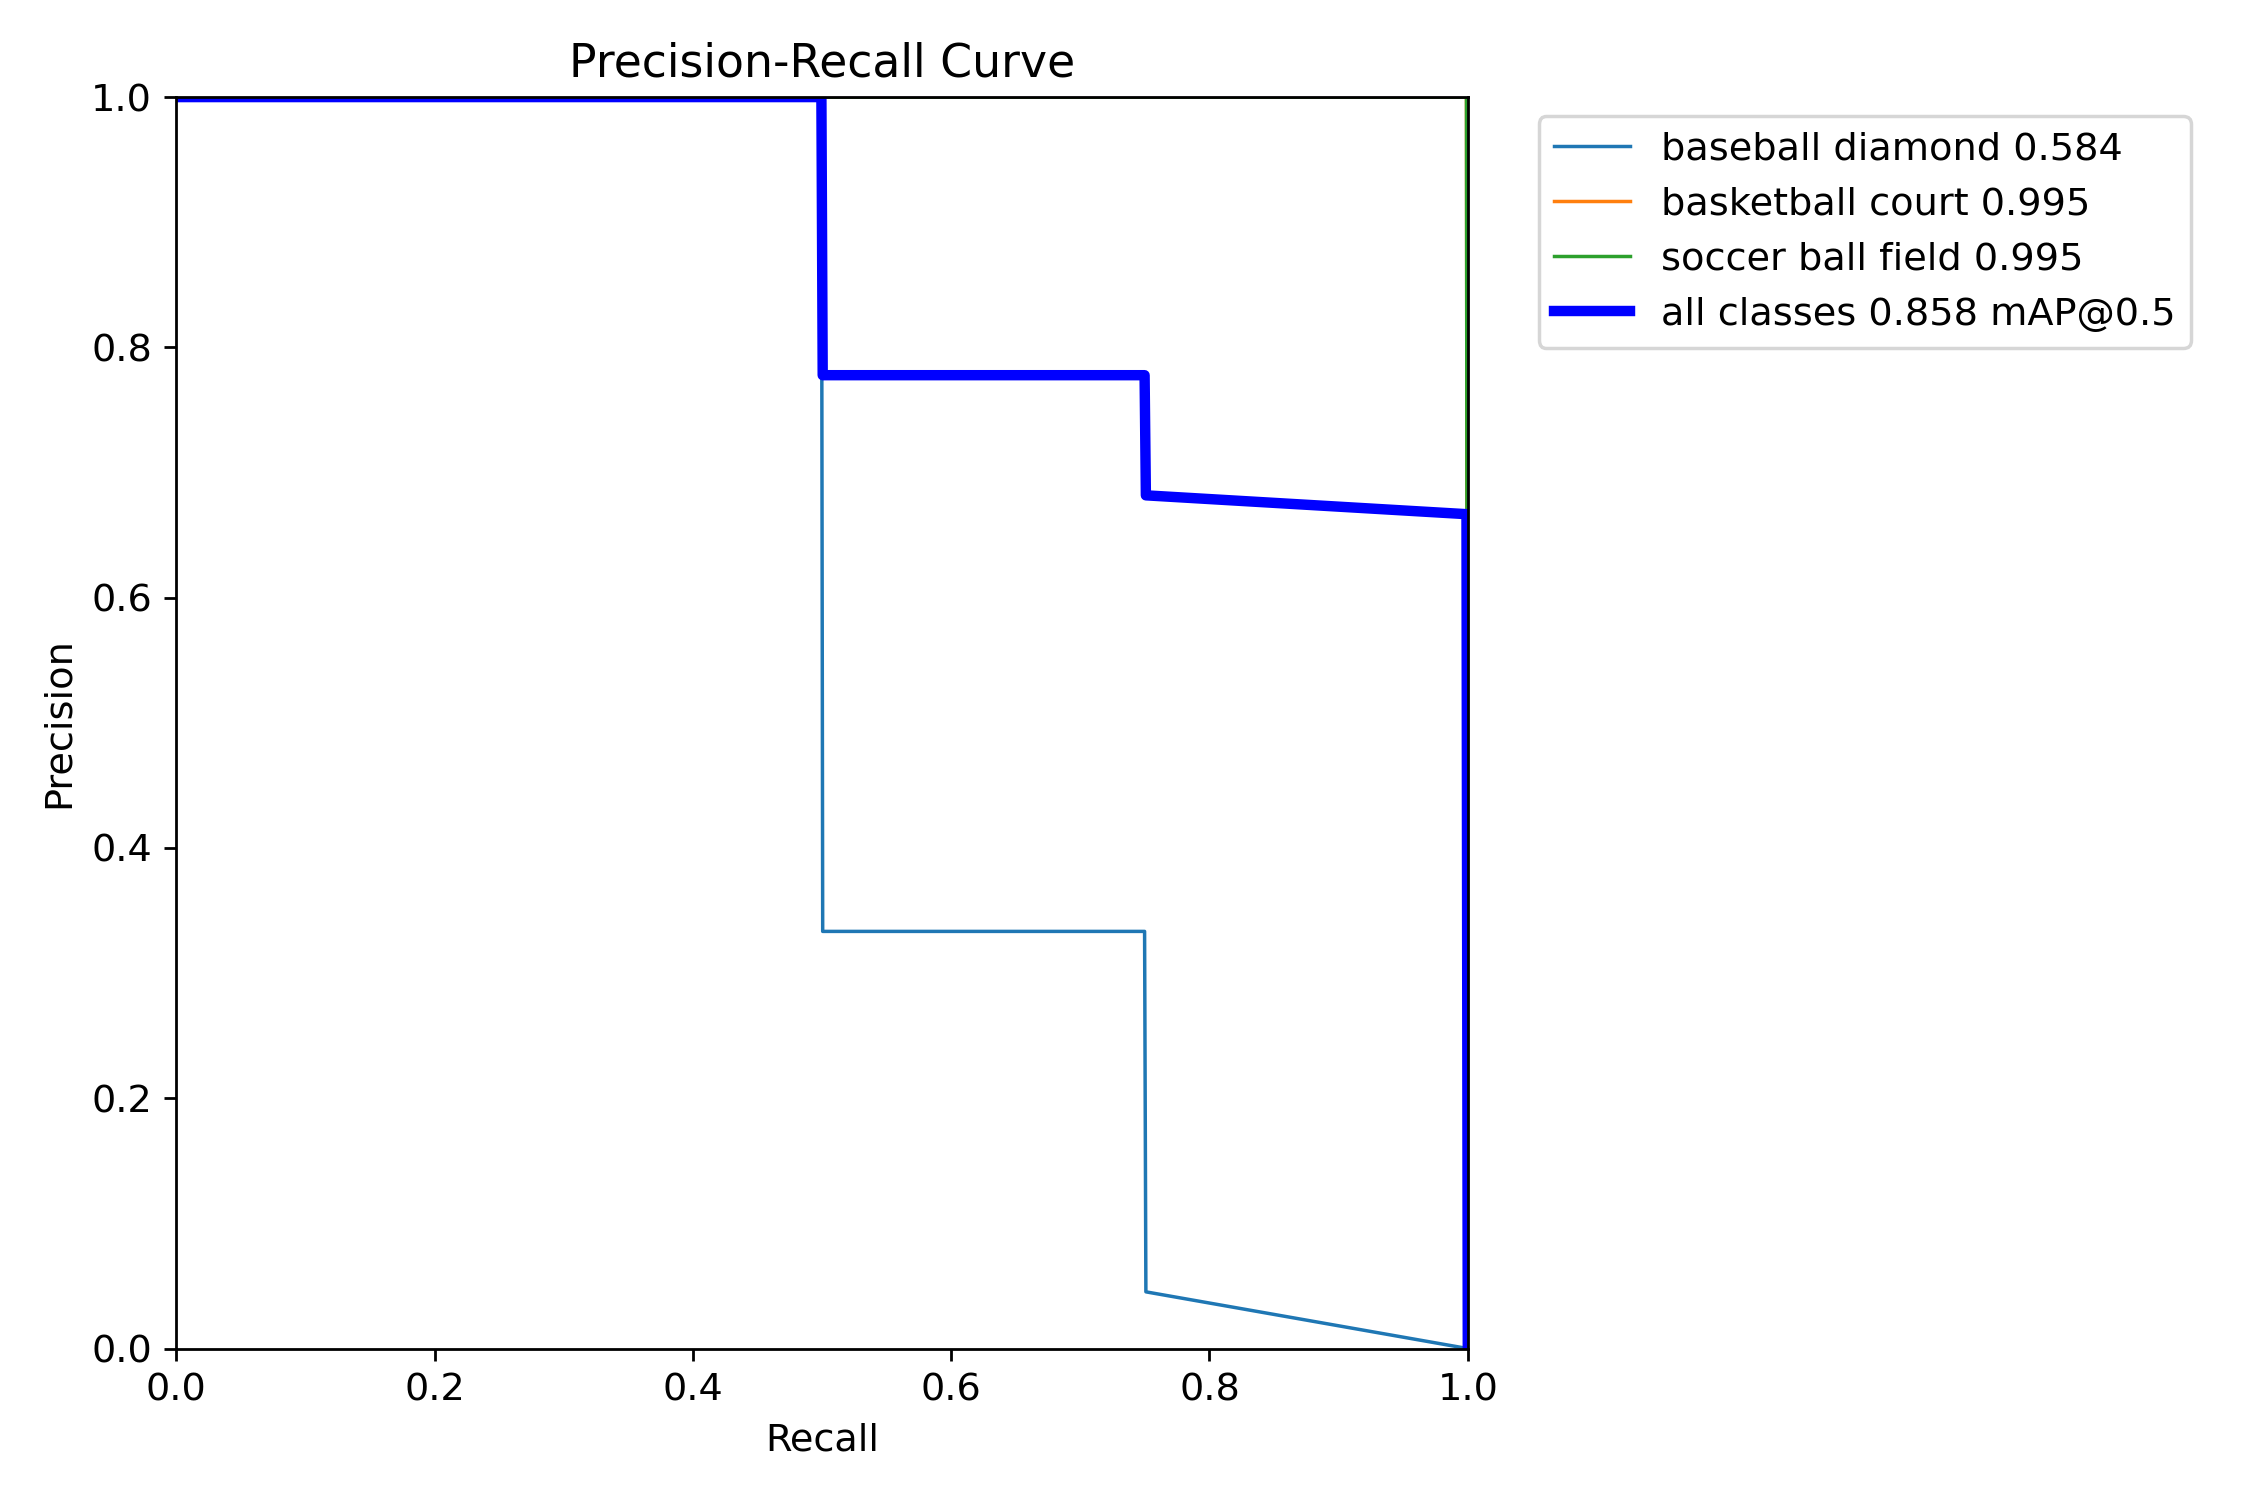 Precision-Recall Curve
1.0
0.8
0.6
0.4
0.2
0.0
Precision
0.0 0.2 0.4 0.6 0.8 1.0
Recall
baseball diamond 0.584
basketball court 0.995
soccer ball field 0.995
all classes 0.858 mAP@0.5